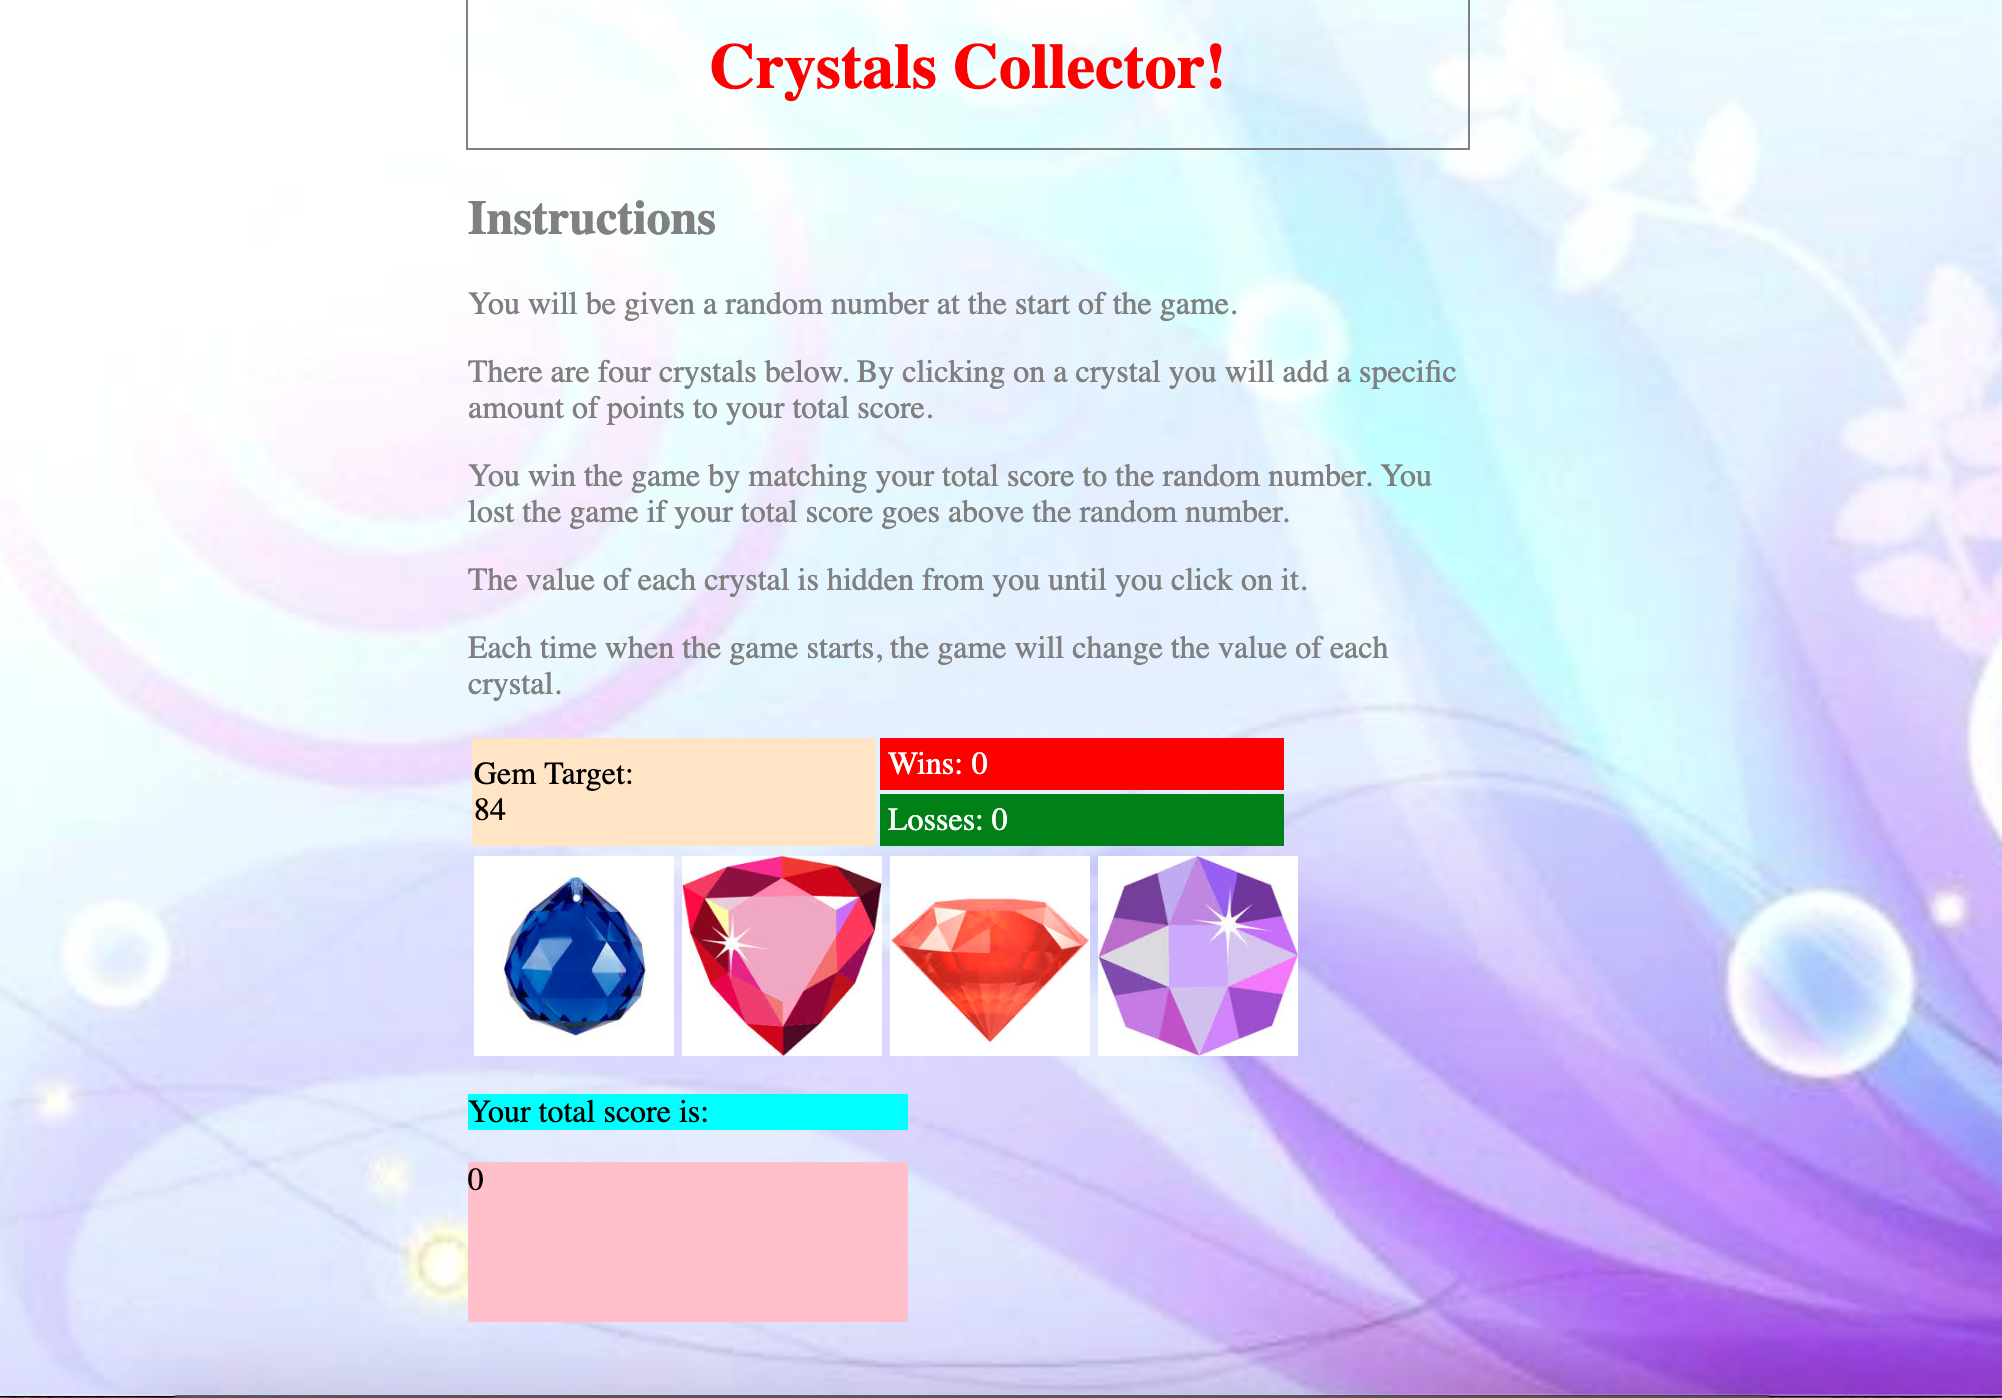 Crystals Collector!
Instructions
You will be given a random number at the start of the game.
There are four crystals below. By clicking on a crystal you will add a specific
amount of points to your total score.
You win the game by matching your total score to the random number. You
lost the game if your total score goes above the random number.
The value of each crystal is hidden from you until you click on it.
Each time when the game starts, the game will change the value of each
crystal.
Gem Target:
84
Wins: 0
Losses: 0
Your total score is:
0